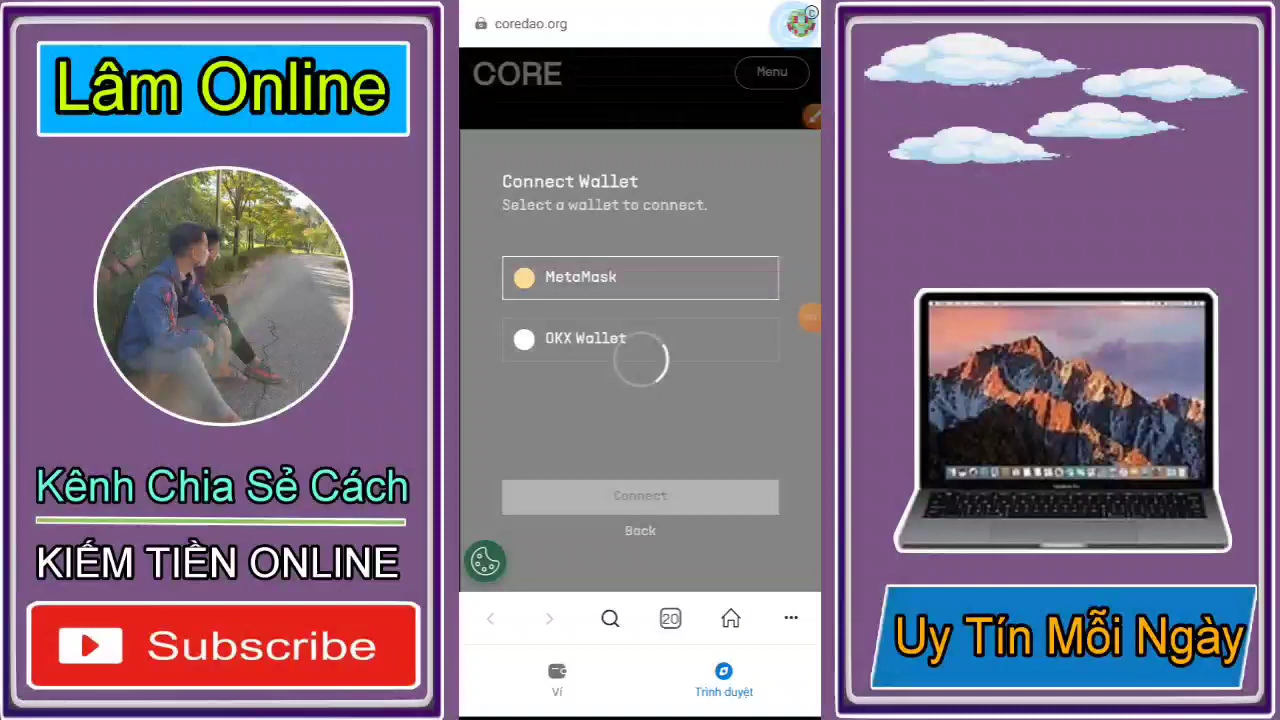 Lâm Online
Kênh Chia Sẻ Cách
KIẾM TIỀN ONLINE
Subscribe
coredao.org
CORE
Menu
Connect Wallet
Select a wallet to connect.
MetaMask
OKX Wallet
Connect
Back
20
Ví
Trình duyệt
Uy Tín Mỗi Ngày